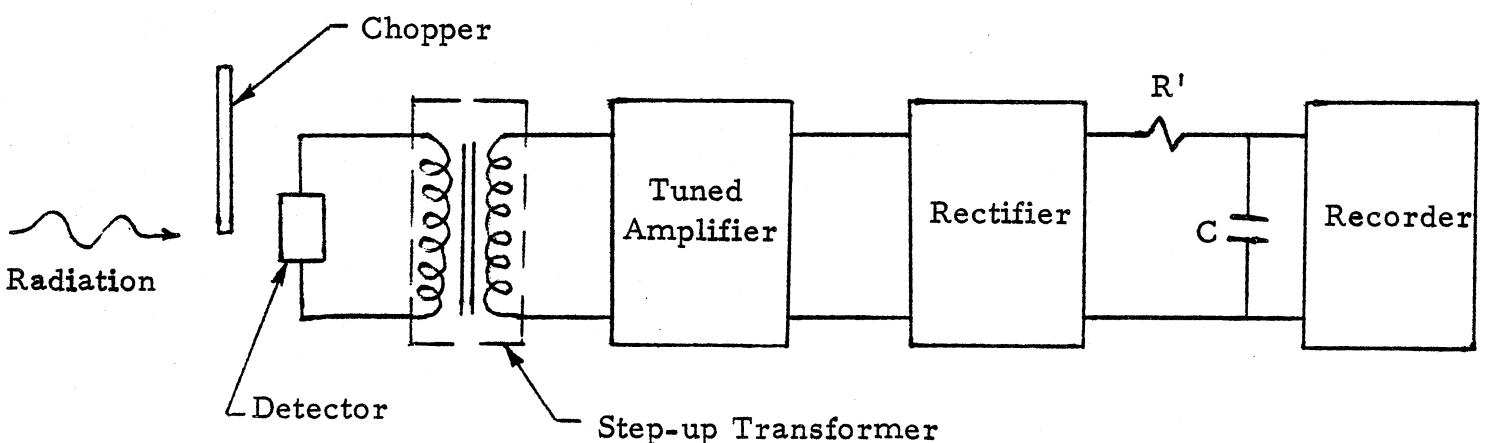 Chopper
R'
Tuned
Amplifier
Rectifier
C
Recorder
Radiation
Detector
Step-up Transformer